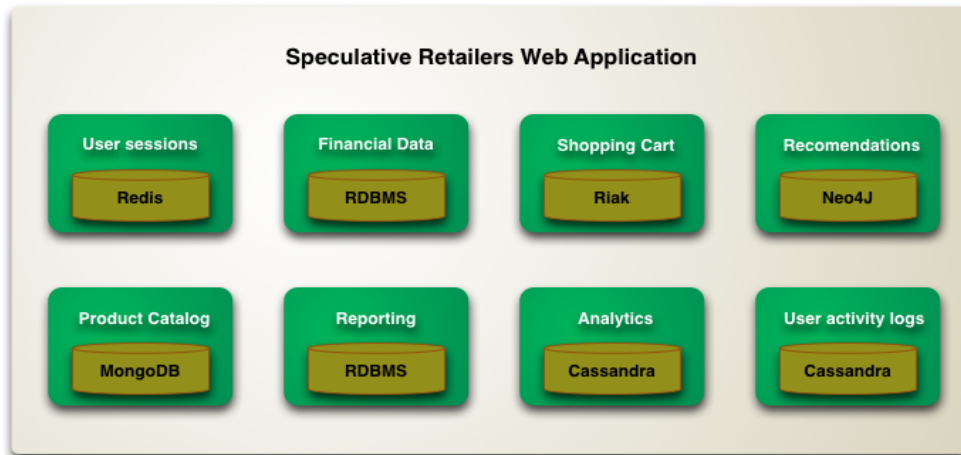 Speculative Retailers Web Application
User sessions
Redis
Financial Data
RDBMS
Shopping Cart
Riak
Recomendations
Neo4J
Product Catalog
MongoDB
Reporting
RDBMS
Analytics
Cassandra
User activity logs
Cassandra